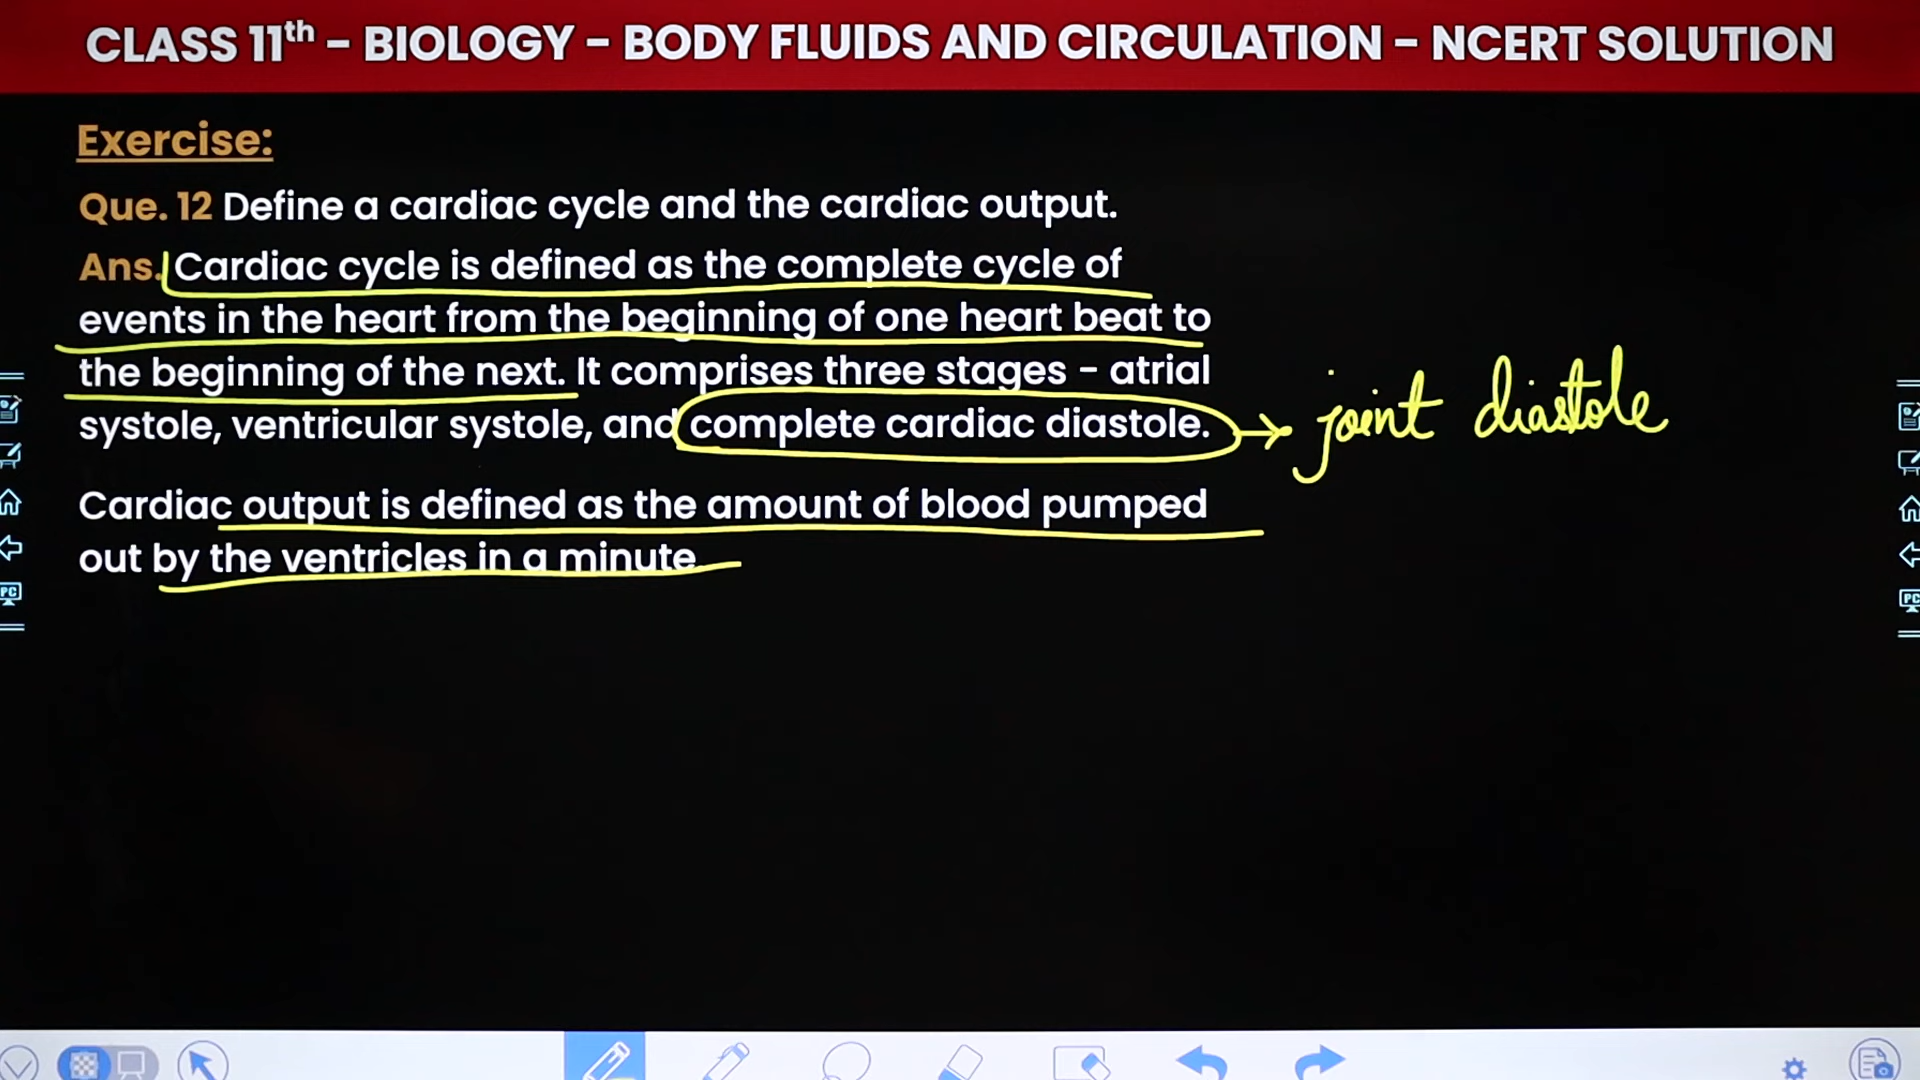 CLASS 11th – BIOLOGY – BODY FLUIDS AND CIRCULATION – NCERT SOLUTION
Exercise:
Que. 12 Define a cardiac cycle and the cardiac output.
Ans. Cardiac cycle is defined as the complete cycle of
events in the heart from the beginning of one heart beat to
the beginning of the next. It comprises three stages – atrial
systole, ventricular systole, and complete cardiac diastole. → joint diastole
Cardiac output is defined as the amount of blood pumped
out by the ventricles in a minute.
PC
PC